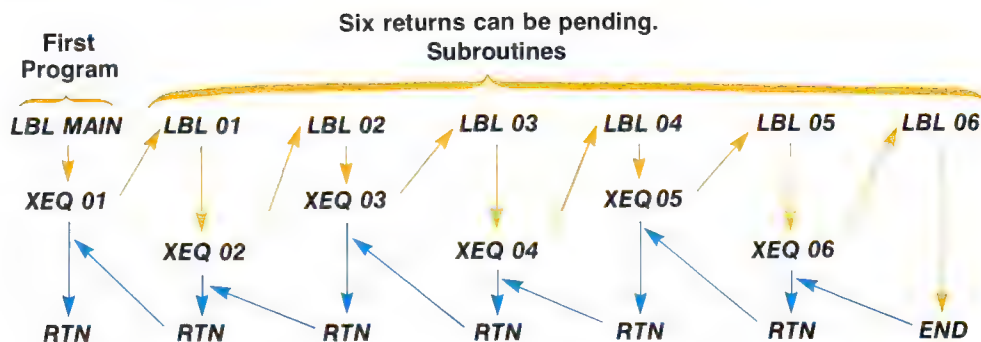 Six returns can be pending.
First Program
Subroutines
LBL MAIN LBL 01 LBL 02 LBL 03 LBL 04 LBL 05 LBL 06
XEQ 01 XEQ 03 XEQ 05
XEQ 02 XEQ 04 XEQ 06
RTN RTN RTN RTN RTN RTN END